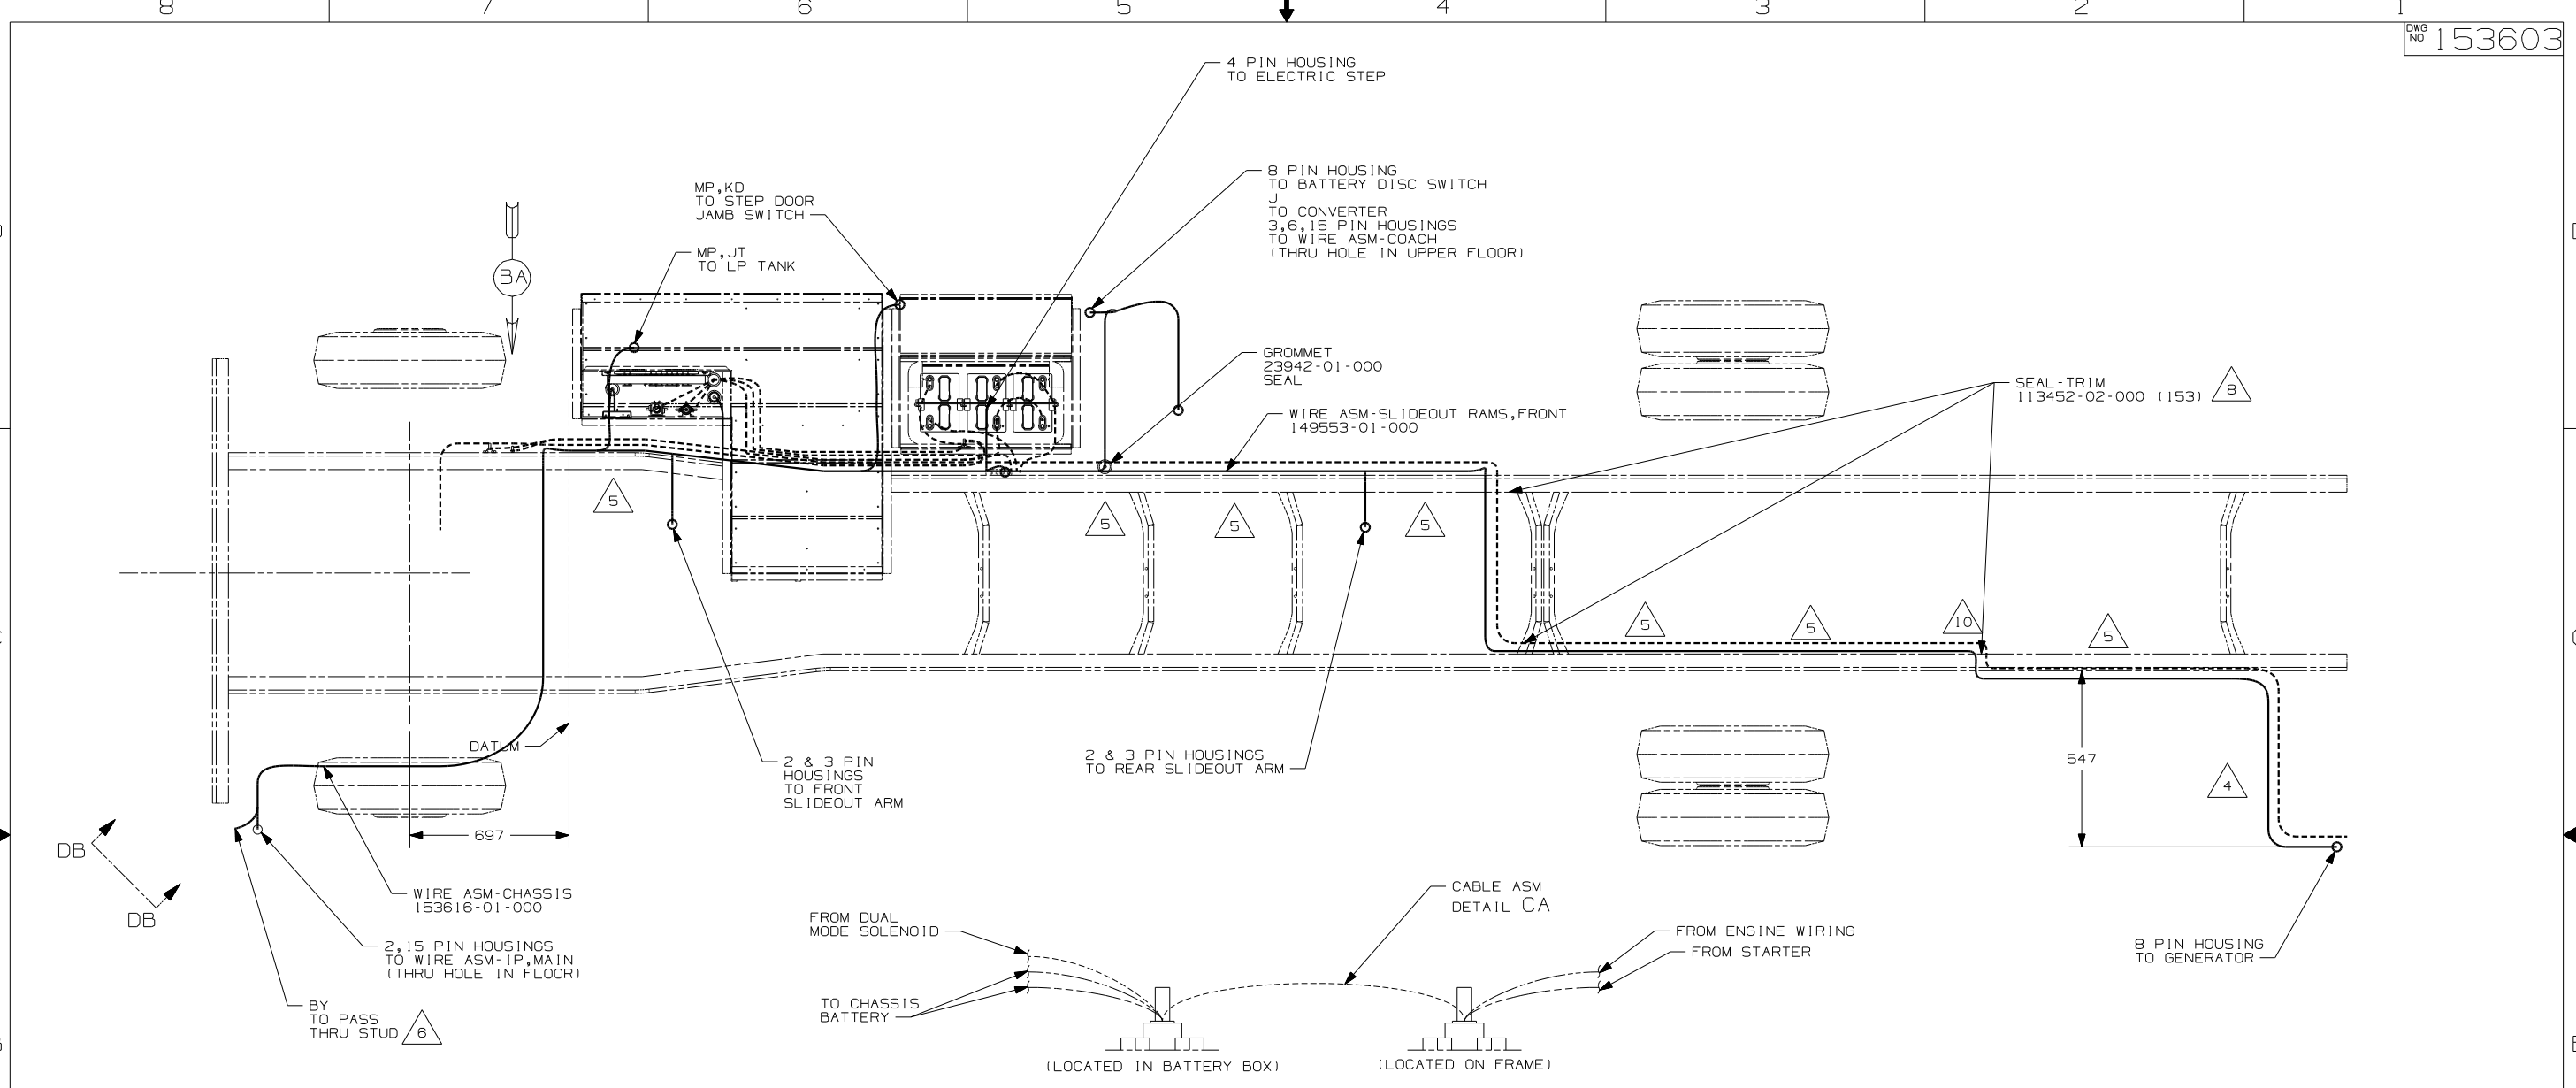 8 7 6 5 4 3 2 1
DWG
NO 153603
4 PIN HOUSING
TO ELECTRIC STEP
8 PIN HOUSING
TO BATTERY DISC SWITCH
J
TO CONVERTER
3,6,15 PIN HOUSINGS
TO WIRE ASM-COACH
(THRU HOLE IN UPPER FLOOR)
MP,KD
TO STEP DOOR
JAMB SWITCH
MP,JT
TO LP TANK
BA
GROMMET
23942-01-000
SEAL
WIRE ASM-SLIDEOUT RAMS,FRONT
149553-01-000
SEAL-TRIM
113452-02-000 (153) 8
5
5
5
5
5
5
10
5
DATUM
2 & 3 PIN
HOUSINGS
TO FRONT
SLIDEOUT ARM
2 & 3 PIN HOUSINGS
TO REAR SLIDEOUT ARM
547
4
697
DB
DB
WIRE ASM-CHASSIS
153616-01-000
2,15 PIN HOUSINGS
TO WIRE ASM-IP,MAIN
(THRU HOLE IN FLOOR)
BY
TO PASS
THRU STUD 6
FROM DUAL
MODE SOLENOID
TO CHASSIS
BATTERY
CABLE ASM
DETAIL CA
FROM ENGINE WIRING
FROM STARTER
(LOCATED IN BATTERY BOX)
(LOCATED ON FRAME)
8 PIN HOUSING
TO GENERATOR